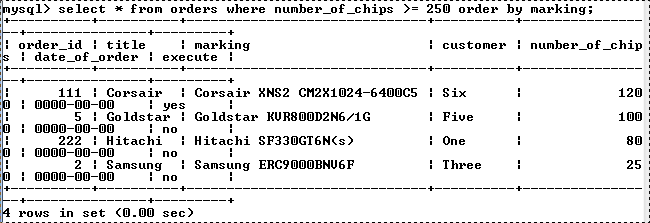 mysql> select * from orders where number_of_chips >= 250 order by marking;
+----------+----------+------------------------------+----------+---------------
--+---------------+---------+
| order_id | title    | marking                      | customer | number_of_chip
s | date_of_order | execute |
+----------+----------+------------------------------+----------+---------------
--+---------------+---------+
|      111 | Corsair  | Corsair XNS2 CM2X1024-6400C5 | Six      |            120
0 | 0000-00-00    | yes     |
|        5 | Goldstar | Goldstar KVR800D2N6/1G       | Five     |            100
0 | 0000-00-00    | no      |
|      222 | Hitachi  | Hitachi SF330GT6N(s)         | One      |             80
0 | 0000-00-00    | no      |
|        2 | Samsung  | Samsung ERC9000BNV6F         | Three    |             25
0 | 0000-00-00    | no      |
+----------+----------+------------------------------+----------+---------------
--+---------------+---------+
4 rows in set (0.00 sec)